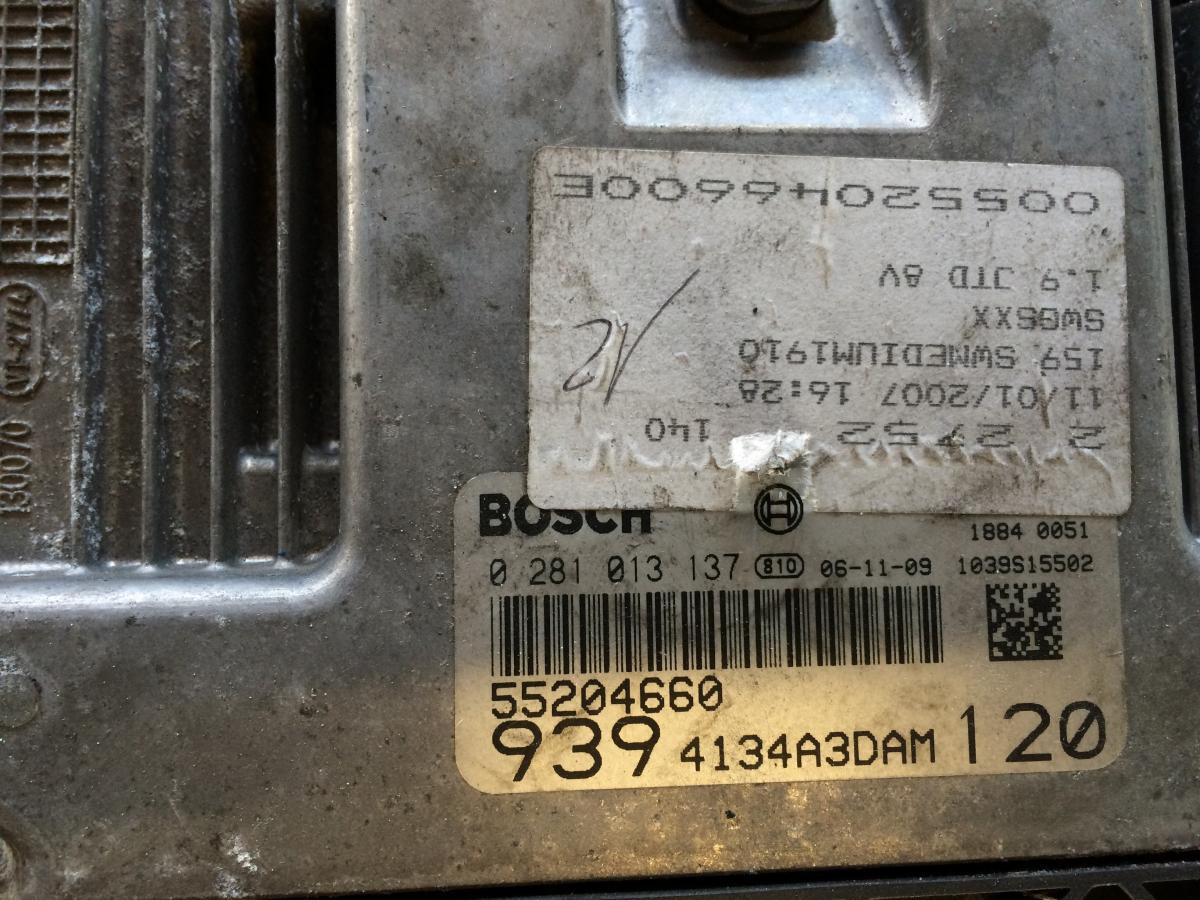 2 2752 140
11/01/2007 16:28
159 SWMEDIUM1910
1.9 JTD 8V
00552046600E
BOSCH
1884 0051
0 281 013 137 810 06-11-09 1039S15502
55204660
939 4134A3DAM 120
130070